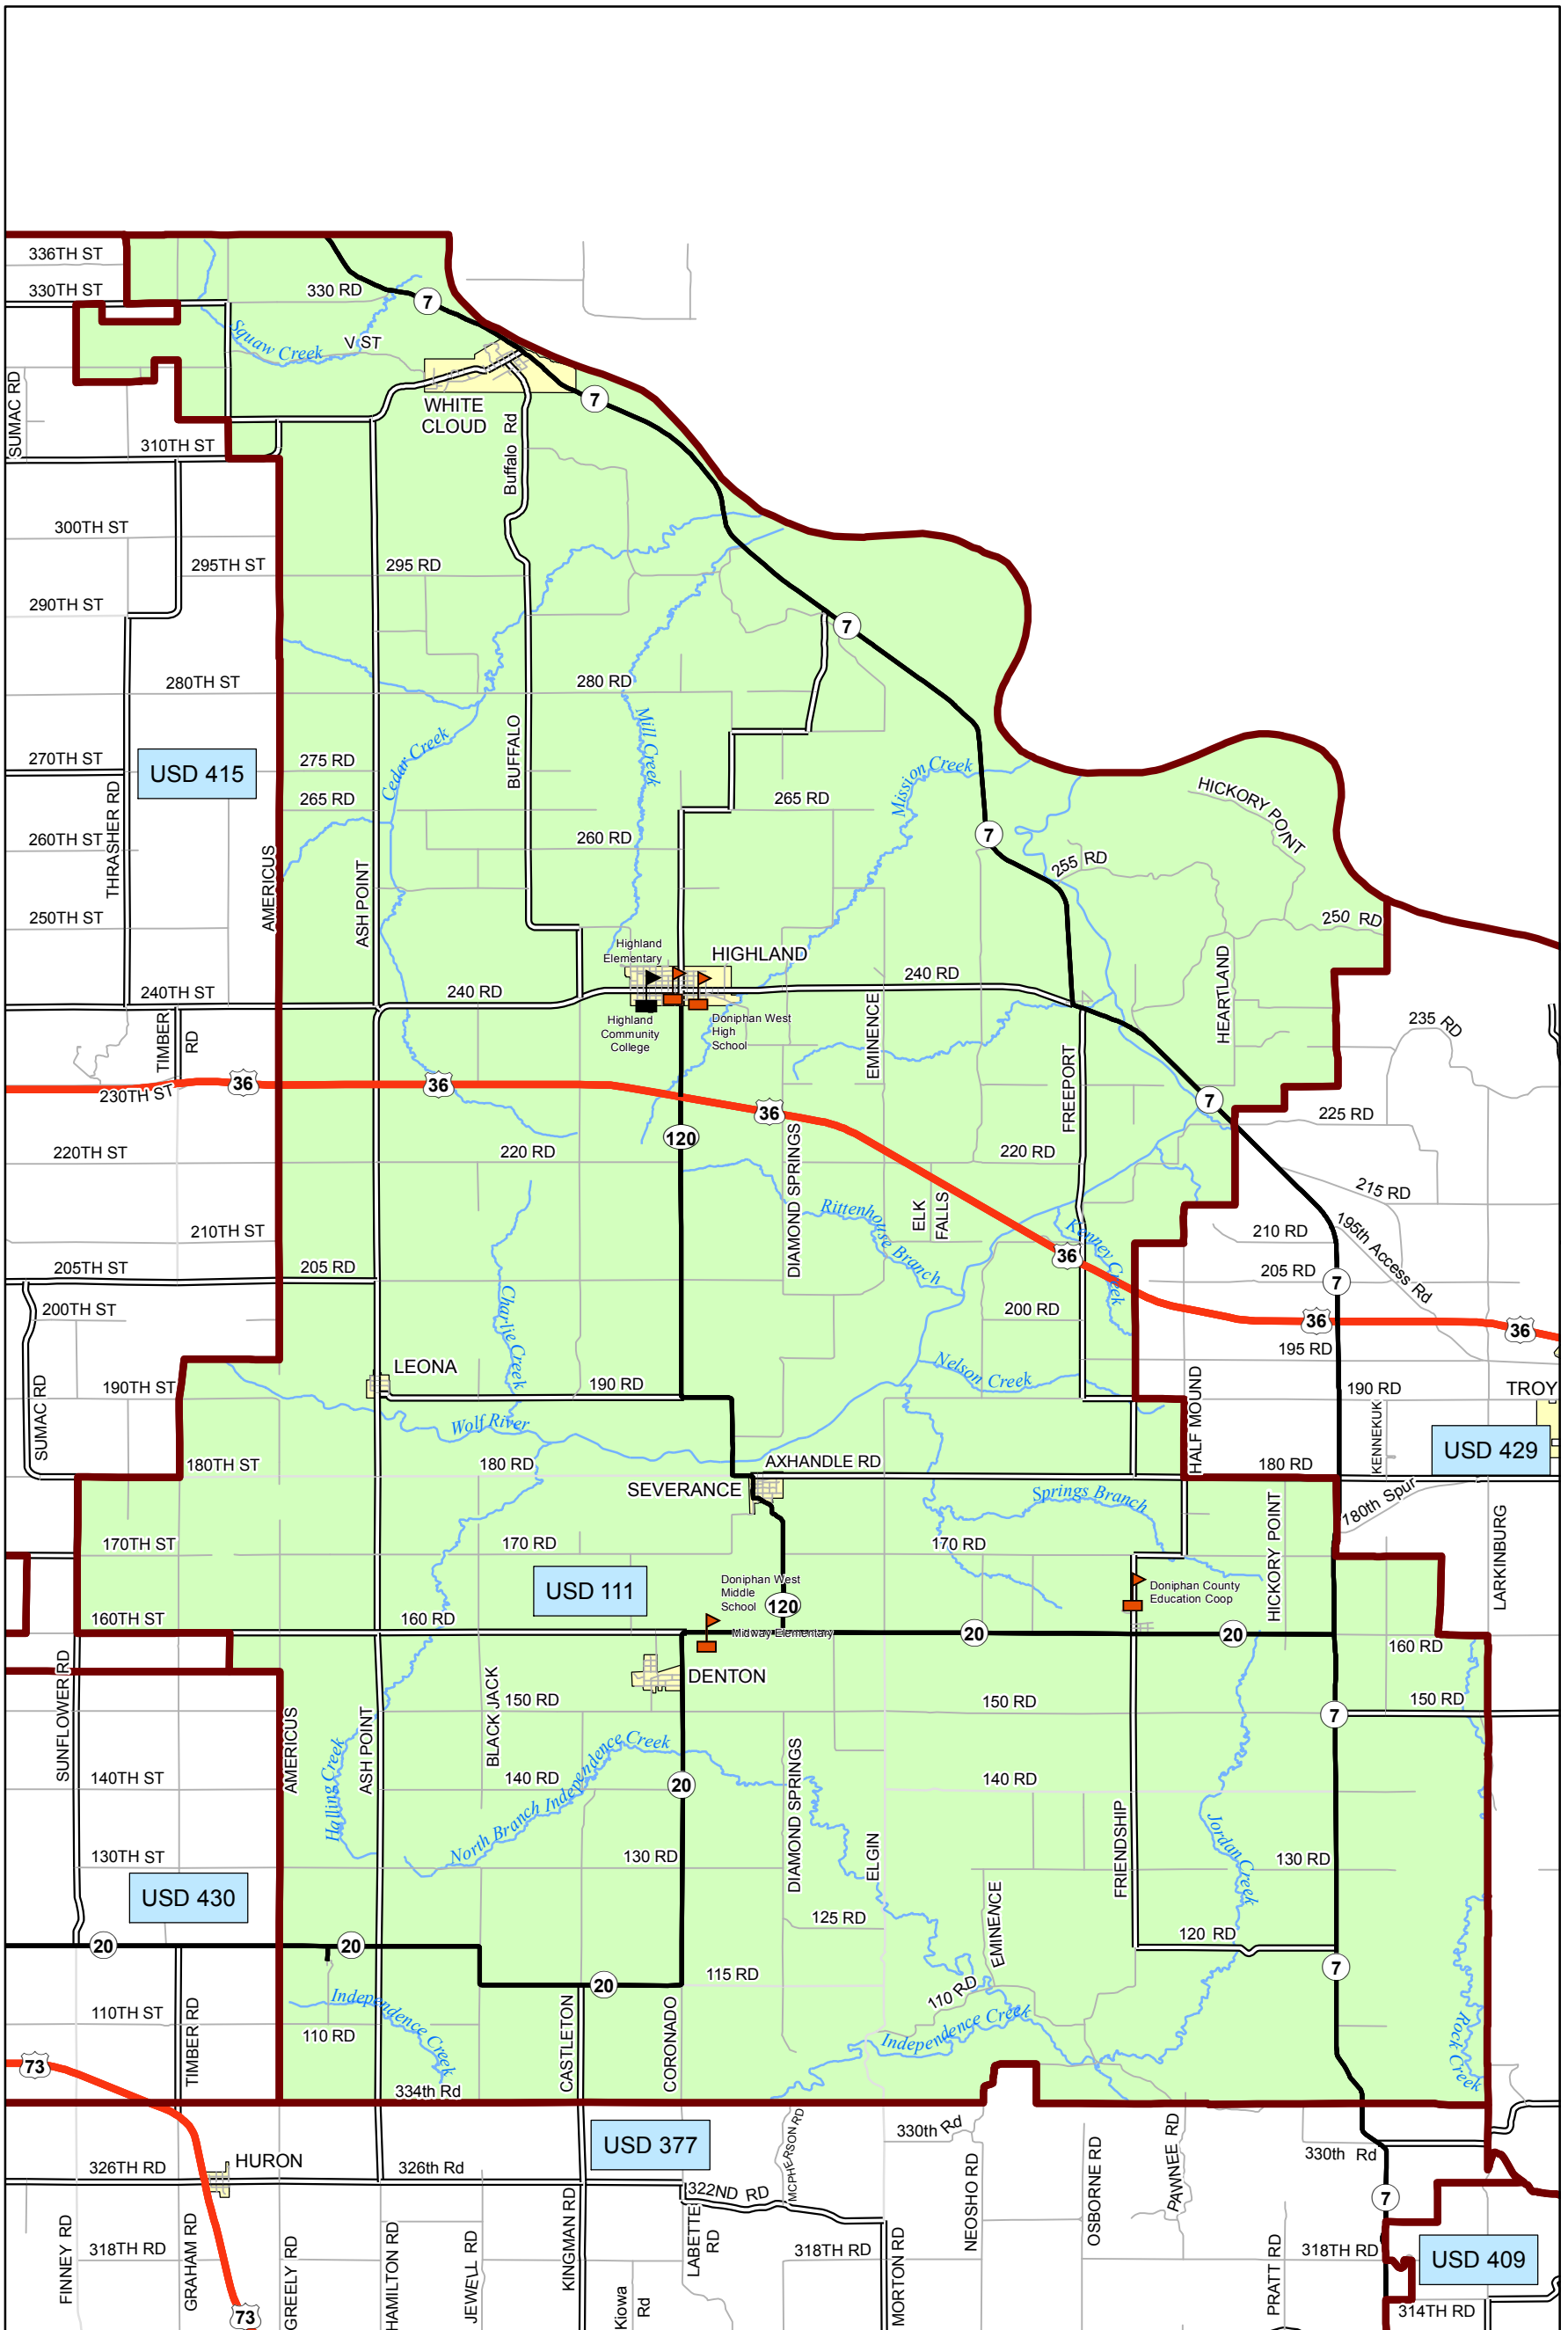 336TH ST
330TH ST
330 RD
7
Squaw Creek
V ST
SUMAC RD
WHITE
CLOUD
7
Buffalo Rd
310TH ST
300TH ST
295TH ST
295 RD
290TH ST
7
280TH ST
280 RD
Mill Creek
BUFFALO
Cedar Creek
270TH ST
USD 415
275 RD
Mission Creek
HICKORY POINT
THRASHER RD
265 RD
265 RD
260TH ST
260 RD
7
255 RD
AMERICUS
ASH POINT
250TH ST
250 RD
Highland
Elementary
HIGHLAND
240 RD
240TH ST
240 RD
EMINENCE
HEARTLAND
TIMBER
RD
Highland
Community
College
Doniphan West
High
School
235 RD
FREEPORT
36
36
230TH ST
36
7
225 RD
120
220TH ST
220 RD
DIAMOND SPRINGS
220 RD
215 RD
Rittenhouse Branch
ELK
FALLS
Kenney Creek
210TH ST
210 RD
195th Access Rd
36
205TH ST
205 RD
205 RD
7
Charlie Creek
200TH ST
200 RD
36
36
195 RD
LEONA
Nelson Creek
190TH ST
190 RD
HALF MOUND
190 RD
TROY
SUMAC RD
Wolf River
KENNEKUK
USD 429
180TH ST
180 RD
AXHANDLE RD
180 RD
SEVERANCE
Springs Branch
180th Spur
170TH ST
170 RD
170 RD
HICKORY POINT
LARKINBURG
USD 111
Doniphan West
Middle
School
Doniphan County
Education Coop
120
160TH ST
160 RD
Midway Elementary
20
20
160 RD
SUNFLOWER RD
DENTON
BLACK JACK
150 RD
150 RD
150 RD
7
AMERICUS
ASH POINT
Halling Creek
North Branch Independence Creek
DIAMOND SPRINGS
140TH ST
140 RD
20
140 RD
Jordan Creek
FRIENDSHIP
130TH ST
130 RD
ELGIN
130 RD
USD 430
125 RD
EMINENCE
120 RD
20
20
20
115 RD
7
110 RD
110TH ST
Independence Creek
110 RD
Independence Creek
Rock Creek
TIMBER RD
CASTLETON
CORONADO
73
334th Rd
USD 377
MCPHERSON RD
330th Rd
330th Rd
HURON
326TH RD
326th Rd
322ND RD
NEOSHO RD
OSBORNE RD
PAWNEE RD
7
FINNEY RD
GRAHAM RD
GREELY RD
HAMILTON RD
JEWELL RD
KINGMAN RD
LABETTE
RD
MORTON RD
PRATT RD
318TH RD
318TH RD
318TH RD
USD 409
Kiowa
Rd
73
314TH RD